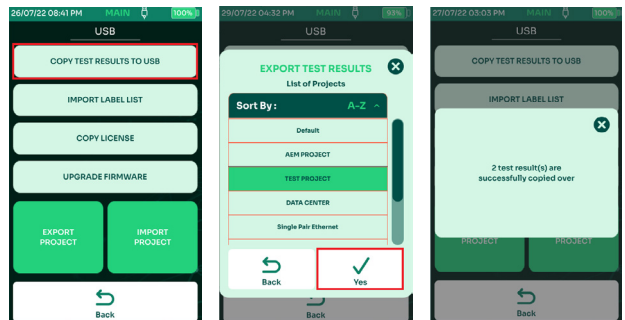 26/07/22 08:41 PM MAIN 100%
USB
COPY TEST RESULTS TO USB
IMPORT LABEL LIST
COPY LICENSE
UPGRADE FIRMWARE
EXPORT PROJECT
IMPORT PROJECT
Back
29/07/22 04:32 PM MAIN 93%
USB
EXPORT TEST RESULTS
List of Projects
Sort By : A-Z
Default
AEM PROJECT
TEST PROJECT
DATA CENTER
Single Pair Ethernet
Back
Yes
Back
27/07/22 03:03 PM MAIN 100%
USB
COPY TEST RESULTS TO USB
IMPORT LABEL LIST
2 test result(s) are
successfully copied over
PROJECT
PROJECT
Back